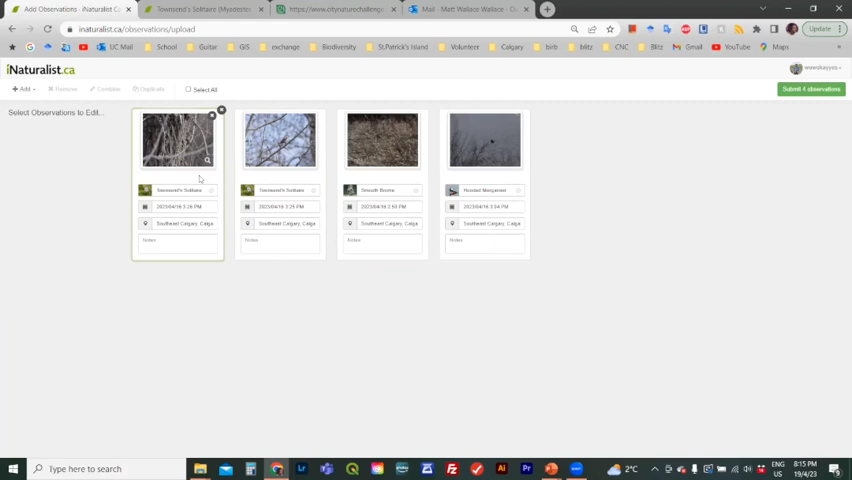 Add Observations - iNaturalist.C
Townsend's Solitaire (Myadestes
https://www.citynaturechallenge
Mail - Matt Wallace Wallace - O
inaturalist.ca/observations/upload
Update
UC Mail School Guitar exchange Biodiversity St.Patrick's Island Volunteer Calgary birb blitz CNC Blitz Gmail YouTube Maps
iNaturalist.ca
+ Add Remove Combine Duplicate Select All Submit 4 observations
Select Observations to Edit...
Townsend's Solitaire Townsend's Solitaire Smooth Brome Hooded Merganser
2023/04/16 3:26 PM 2023/04/16 3:25 PM 2023/04/16 2:50 PM 2023/04/16 3:04 PM
Southeast Calgary, Calga Southeast Calgary, Calga Southeast Calgary, Calga Southeast Calgary, Calga
Notes Notes Notes Notes
Type here to search
2°C
ENG
US
8:15 PM
19/4/23